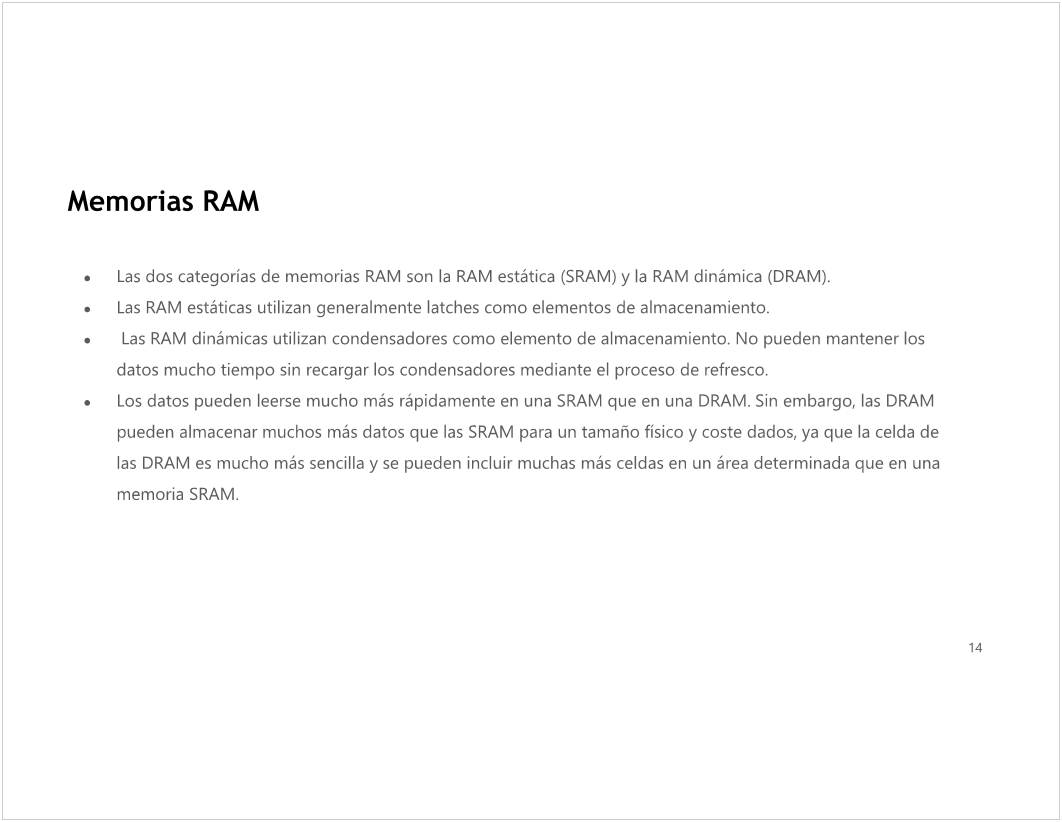 Memorias RAM
● Las dos categorías de memorias RAM son la RAM estática (SRAM) y la RAM dinámica (DRAM).
● Las RAM estáticas utilizan generalmente latches como elementos de almacenamiento.
● Las RAM dinámicas utilizan condensadores como elemento de almacenamiento. No pueden mantener los
datos mucho tiempo sin recargar los condensadores mediante el proceso de refresco.
● Los datos pueden leerse mucho más rápidamente en una SRAM que en una DRAM. Sin embargo, las DRAM
pueden almacenar muchos más datos que las SRAM para un tamaño físico y coste dados, ya que la celda de
las DRAM es mucho más sencilla y se pueden incluir muchas más celdas en un área determinada que en una
memoria SRAM.
14